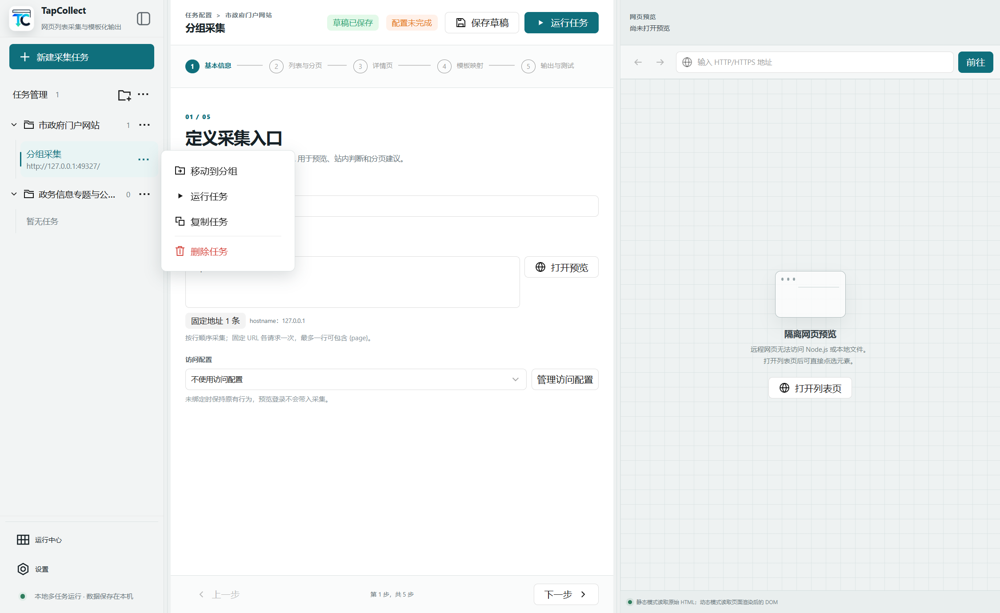 TapCollect
网页列表采集与模板化输出
新建采集任务
任务管理 1
市政府门户网站 1
分组采集
http://127.0.0.1:49327/
政务信息专题与公... 0
暂无任务
运行中心
设置
本地多任务运行 · 数据保存在本机
任务配置 > 市政府门户网站
分组采集
草稿已保存
配置未完成
保存草稿
运行任务
1 基本信息
2 列表与分页
3 详情页
4 模板映射
5 输出与测试
01 / 05
定义采集入口
用于预览、站内判断和分页建议。
移动到分组
运行任务
复制任务
删除任务
打开预览
固定地址 1 条
hostname：127.0.0.1
按行顺序采集；固定 URL 各请求一次，最多一行可包含 {page}。
访问配置
不使用访问配置
管理访问配置
未绑定时保持原有行为，预览登录不会带入采集。
上一步
第 1 步，共 5 步
下一步
网页预览
尚未打开预览
输入 HTTP/HTTPS 地址
前往
隔离网页预览
远程网页无法访问 Node.js 或本地文件。
打开列表页后可直接点选元素。
打开列表页
静态模式读取原始 HTML；动态模式读取页面渲染后的 DOM